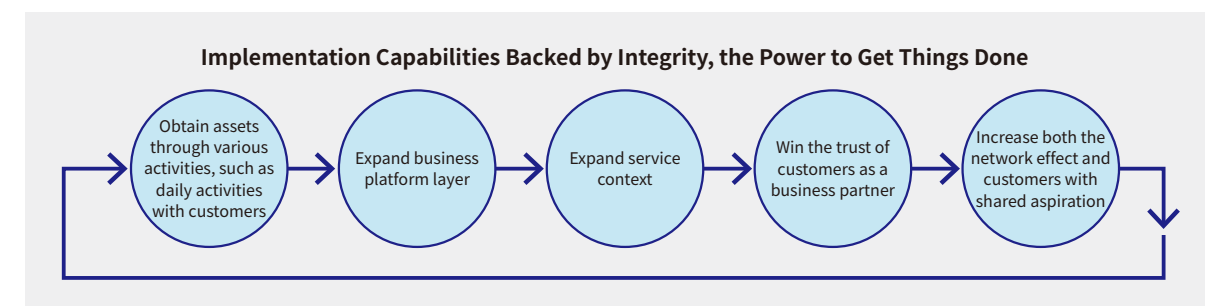 Implementation Capabilities Backed by Integrity, the Power to Get Things Done
Obtain assets
through various
activities, such as
daily activities
with customers
Expand business
platform layer
Expand service
context
Win the trust of
customers as a
business partner
Increase both the
network effect and
customers with
shared aspiration